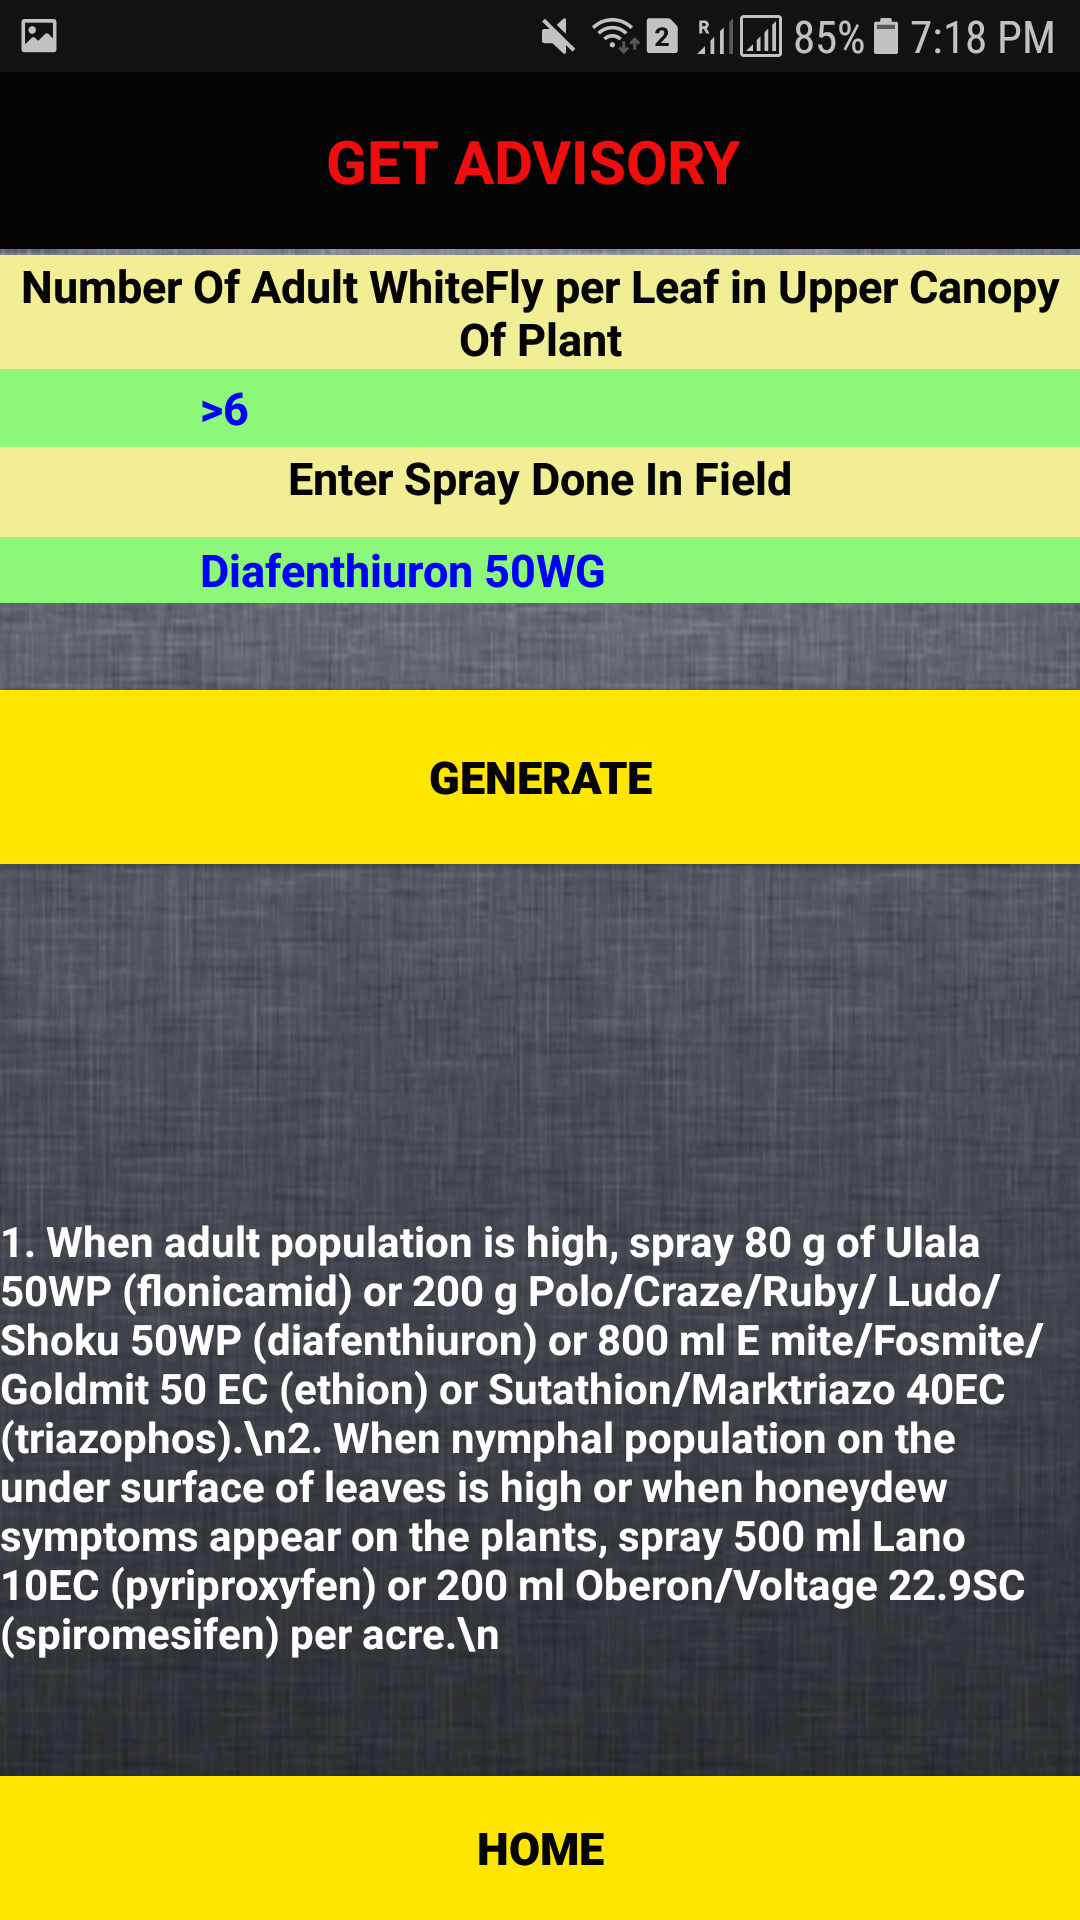 2 R 85% 7:18 PM
GET ADVISORY
Number Of Adult WhiteFly per Leaf in Upper Canopy
Of Plant
>6
Enter Spray Done In Field
Diafenthiuron 50WG
GENERATE
1. When adult population is high, spray 80 g of Ulala
50WP (flonicamid) or 200 g Polo/Craze/Ruby/ Ludo/
Shoku 50WP (diafenthiuron) or 800 ml E mite/Fosmite/
Goldmit 50 EC (ethion) or Sutathion/Marktriazo 40EC
(triazophos).\n2. When nymphal population on the
under surface of leaves is high or when honeydew
symptoms appear on the plants, spray 500 ml Lano
10EC (pyriproxyfen) or 200 ml Oberon/Voltage 22.9SC
(spiromesifen) per acre.\n
HOME